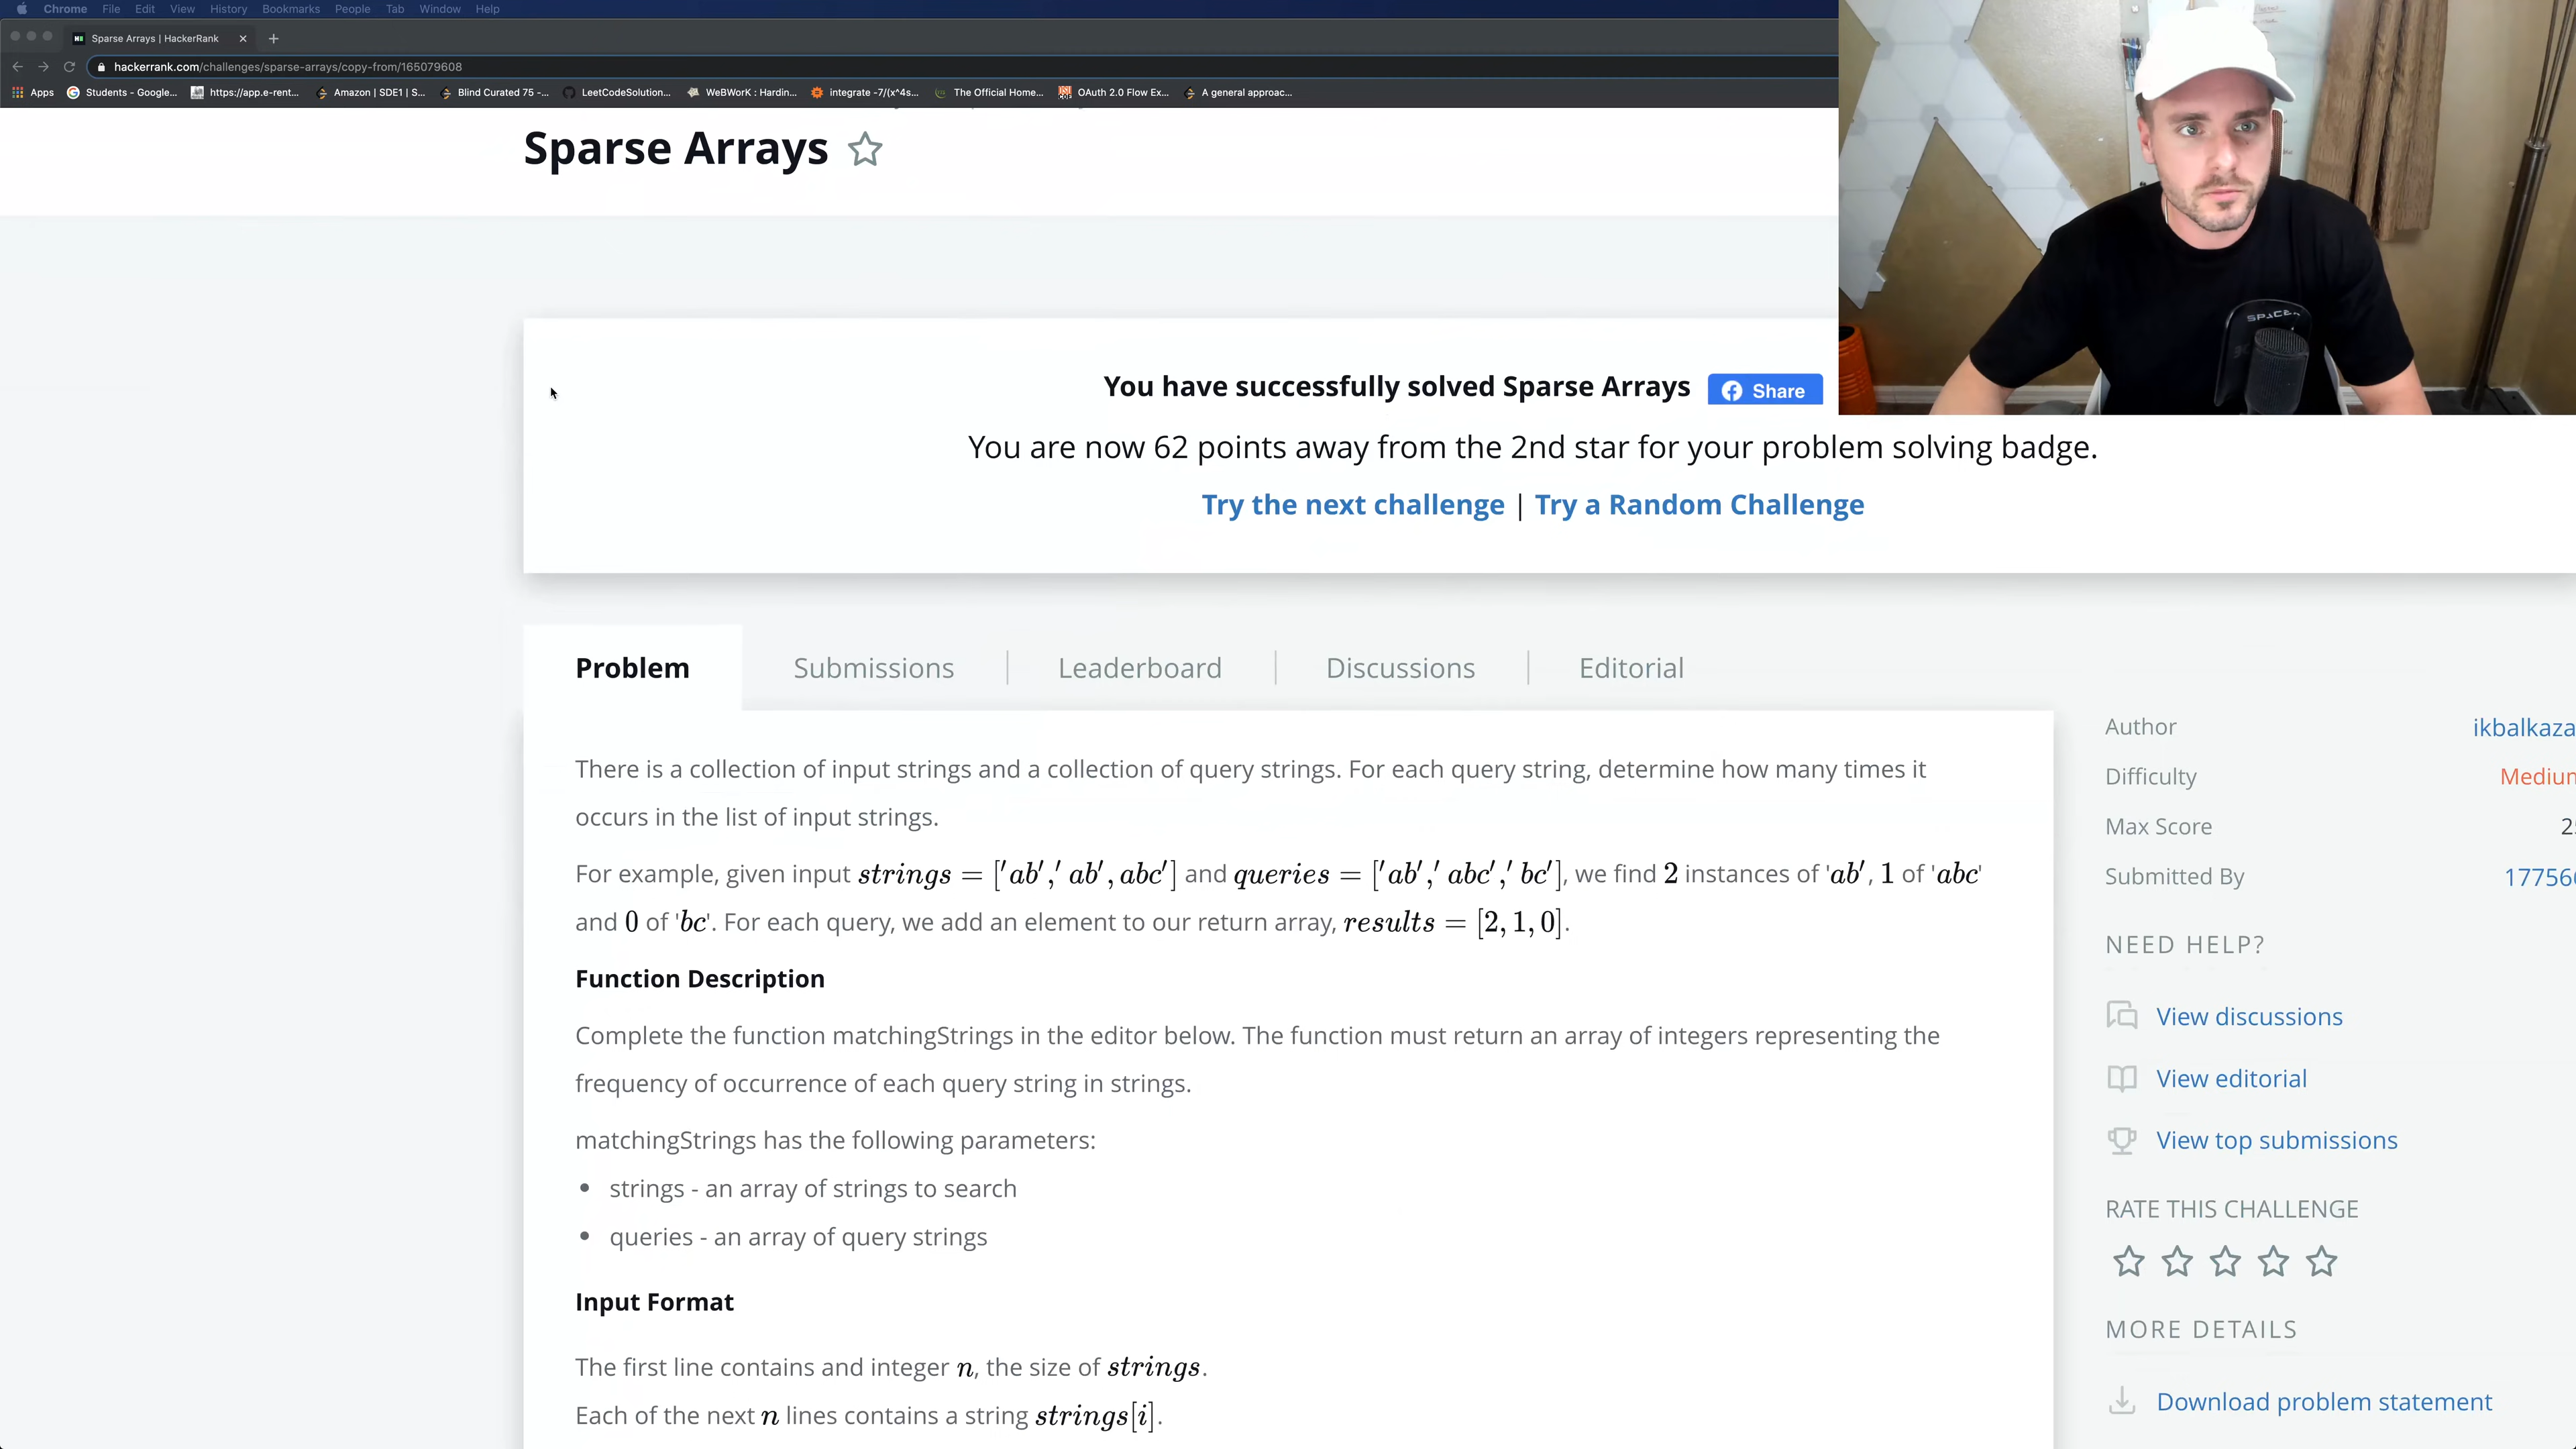 Chrome File Edit View History Bookmarks People Tab Window Help
Sparse Arrays | HackerRank
hackerrank.com/challenges/sparse-arrays/copy-from/165079608
Apps Students - Google... https://app.e-rent... Amazon | SDE1 | S... Blind Curated 75 -... LeetCodeSolution... WeBWorK : Hardin... integrate -7/(x^4s... The Official Home... OAuth 2.0 Flow Ex... A general approac...
Sparse Arrays
You have successfully solved Sparse Arrays Share
You are now 62 points away from the 2nd star for your problem solving badge.
Try the next challenge | Try a Random Challenge
Problem Submissions Leaderboard Discussions Editorial
There is a collection of input strings and a collection of query strings. For each query string, determine how many times it
occurs in the list of input strings.
For example, given input strings = ['ab',' ab', abc'] and queries = ['ab',' abc',' bc'], we find 2 instances of 'ab', 1 of 'abc'
and 0 of 'bc'. For each query, we add an element to our return array, results = [2, 1, 0].
Function Description
Complete the function matchingStrings in the editor below. The function must return an array of integers representing the
frequency of occurrence of each query string in strings.
matchingStrings has the following parameters:
• strings - an array of strings to search
• queries - an array of query strings
Input Format
The first line contains and integer n, the size of strings.
Each of the next n lines contains a string strings[i].
Author ikbalkaza
Difficulty Medium
Max Score 2
Submitted By 17756
NEED HELP?
View discussions
View editorial
View top submissions
RATE THIS CHALLENGE
MORE DETAILS
Download problem statement